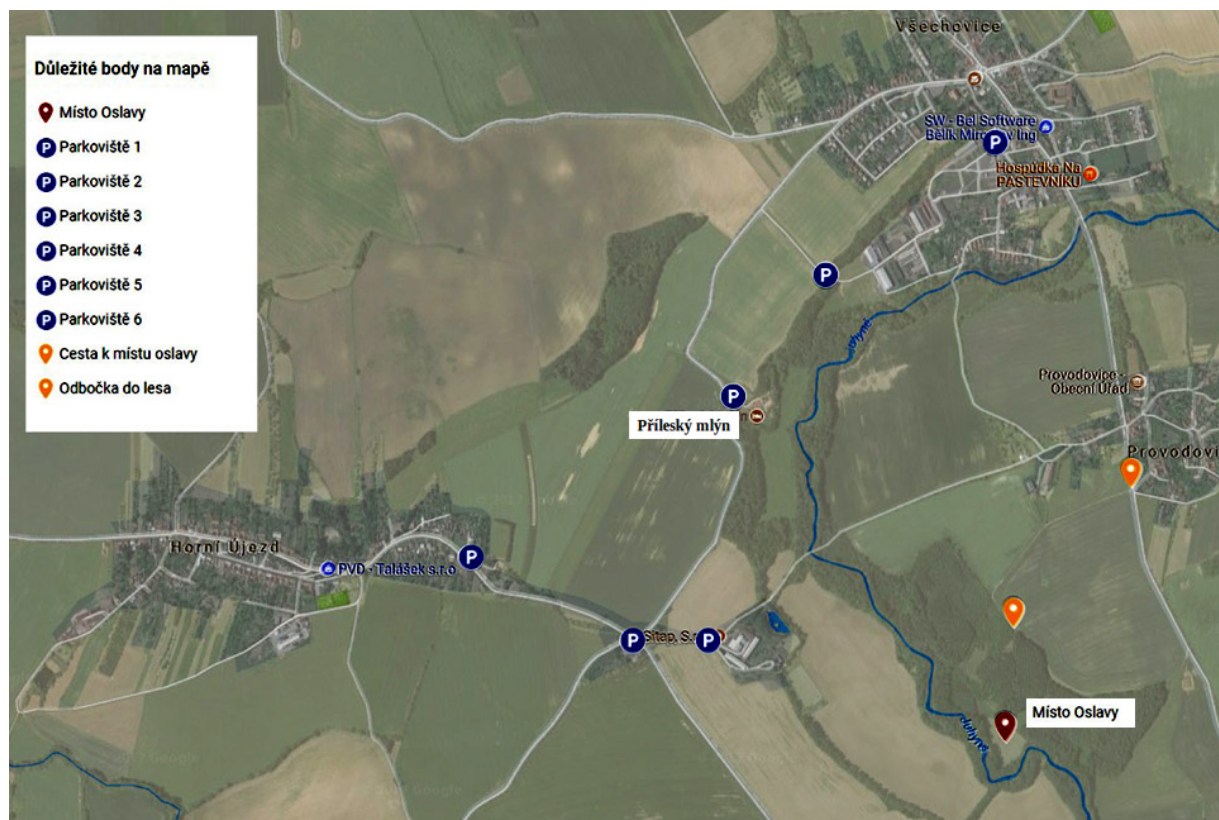 Důležité body na mapě
Místo Oslavy
P Parkoviště 1
P Parkoviště 2
P Parkoviště 3
P Parkoviště 4
P Parkoviště 5
P Parkoviště 6
Cesta k místu oslavy
Odbočka do lesa
Všechovice
SW - Bel Software
Bělík Miroslav Ing
P
Hospůdka Na
PASTEVNÍKU
P
Provodovice -
Obecní Úřad
P
Příleský mlýn
Horní Újezd
P
PVD - Talášek s.r.o
P
Sitap, S.r
P
Místo Oslavy
Google